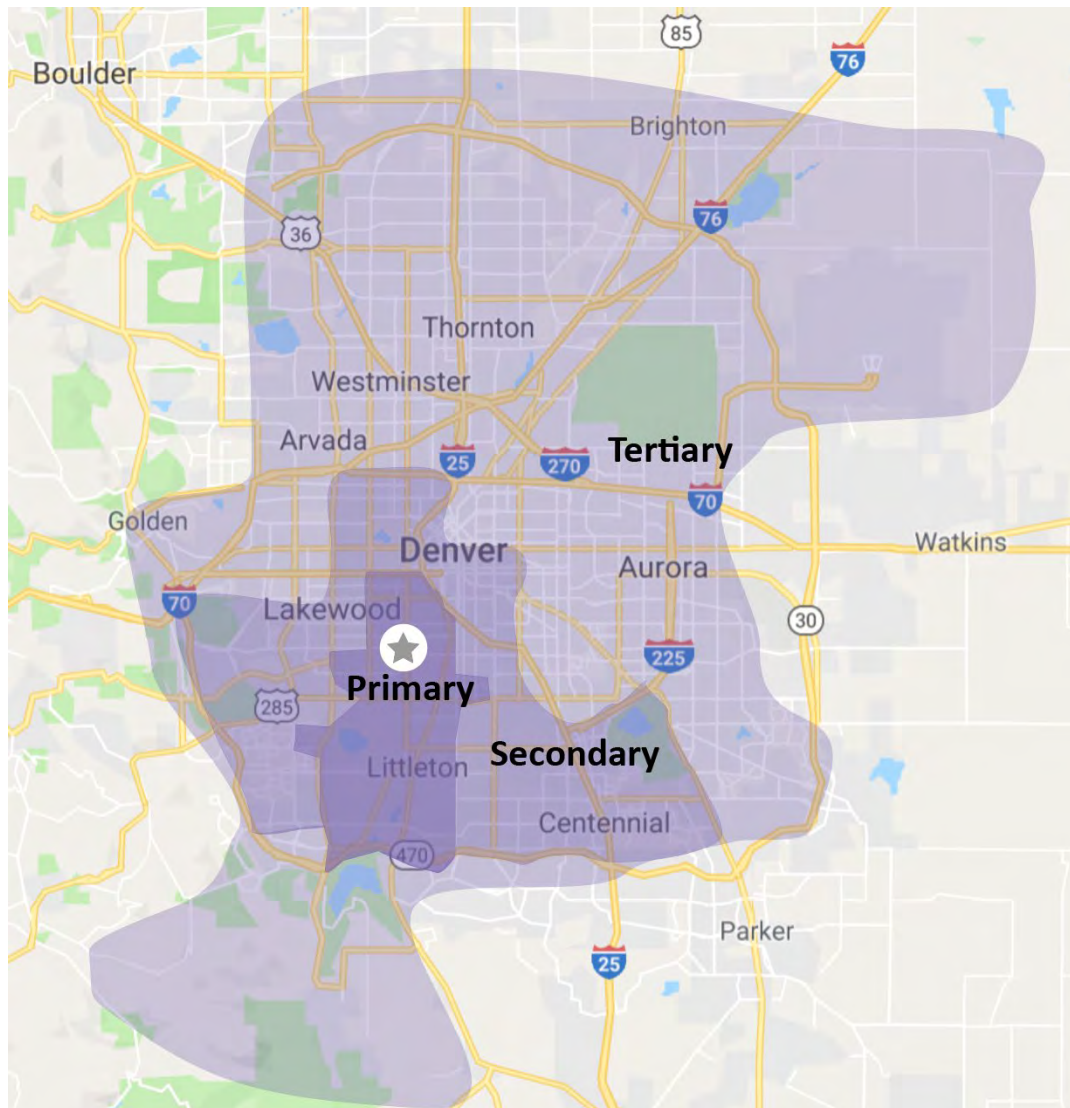 85
76
Boulder
Brighton
76
36
Thornton
Westminster
Arvada
25
270
Tertiary
70
Golden
Denver
Watkins
Aurora
70
Lakewood
30
225
Primary
285
Secondary
Littleton
Centennial
470
Parker
25